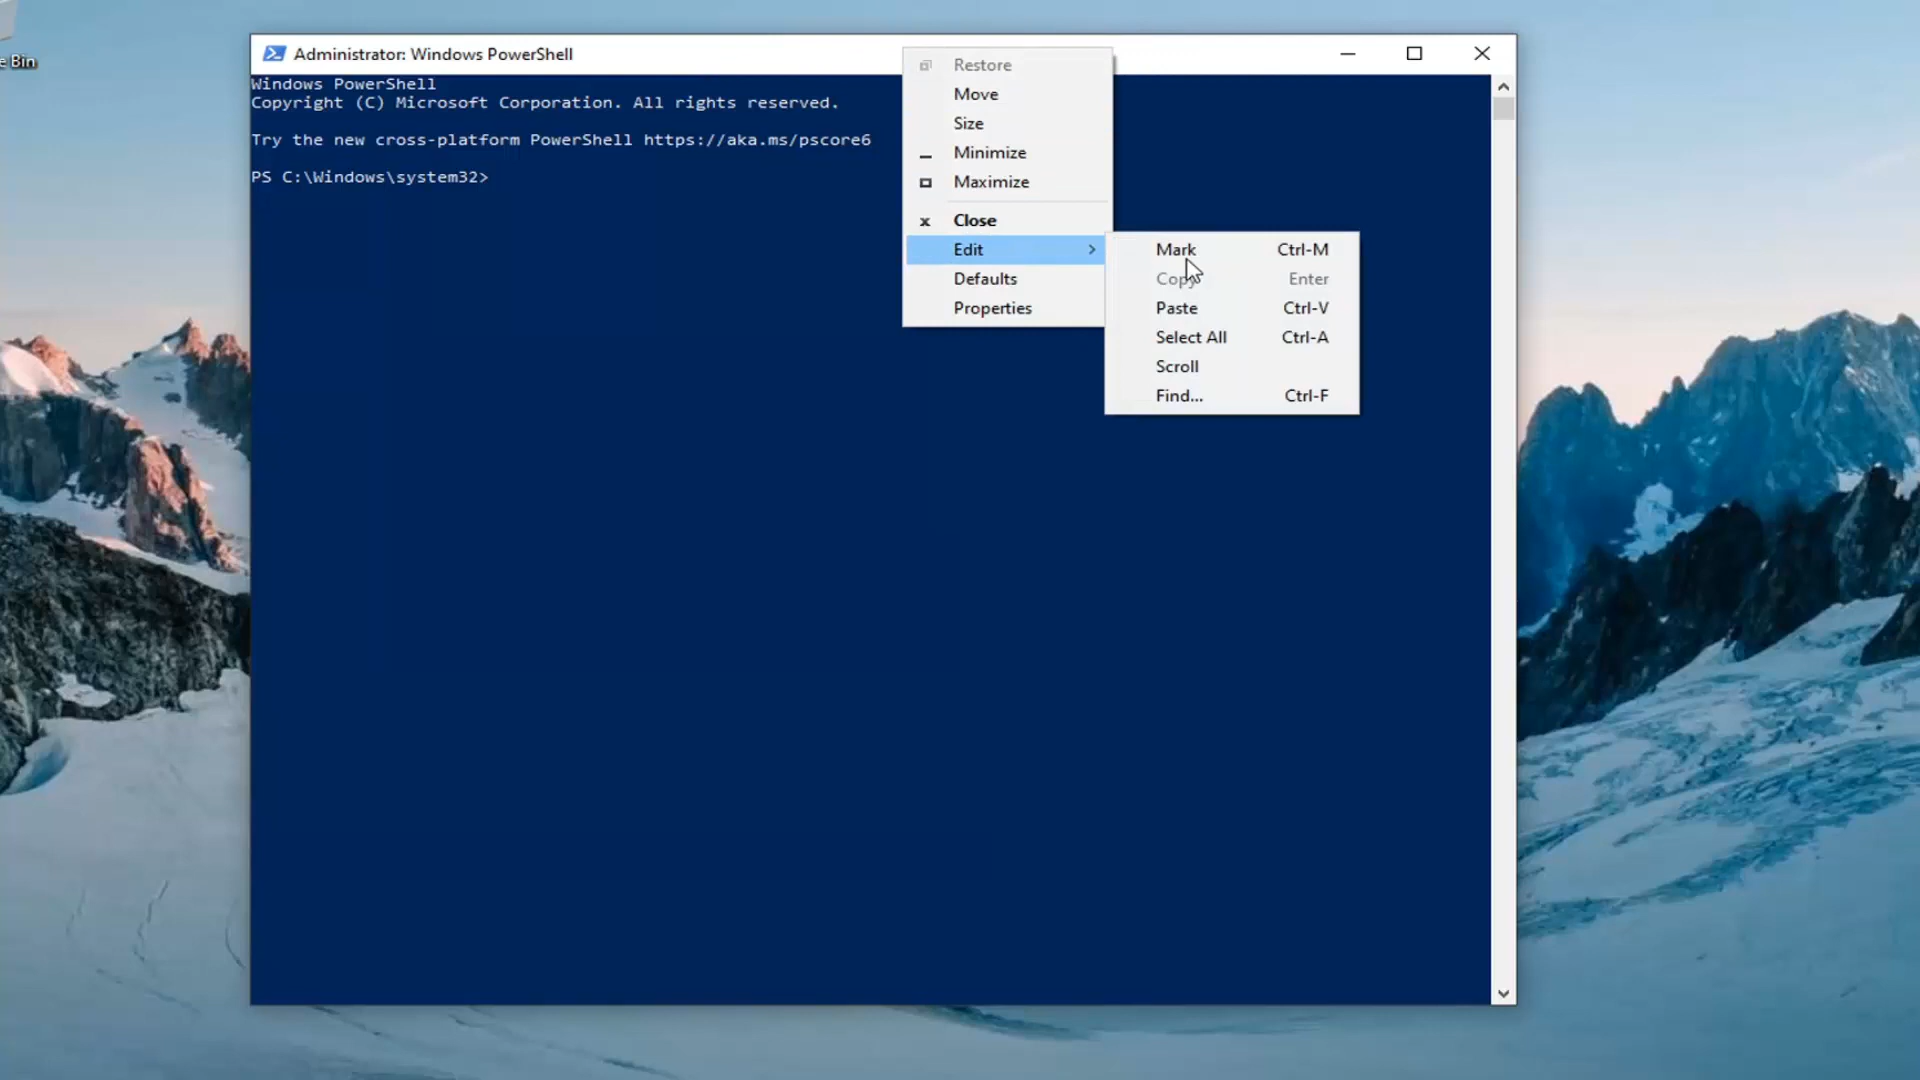 e Bin
Administrator: Windows PowerShell
Windows PowerShell
Copyright (C) Microsoft Corporation. All rights reserved.
Try the new cross-platform PowerShell https://aka.ms/pscore6
PS C:\Windows\system32>
Restore
Move
Size
Minimize
Maximize
Close
Edit
Defaults
Properties
Mark Ctrl-M
Copy Enter
Paste Ctrl-V
Select All Ctrl-A
Scroll
Find... Ctrl-F